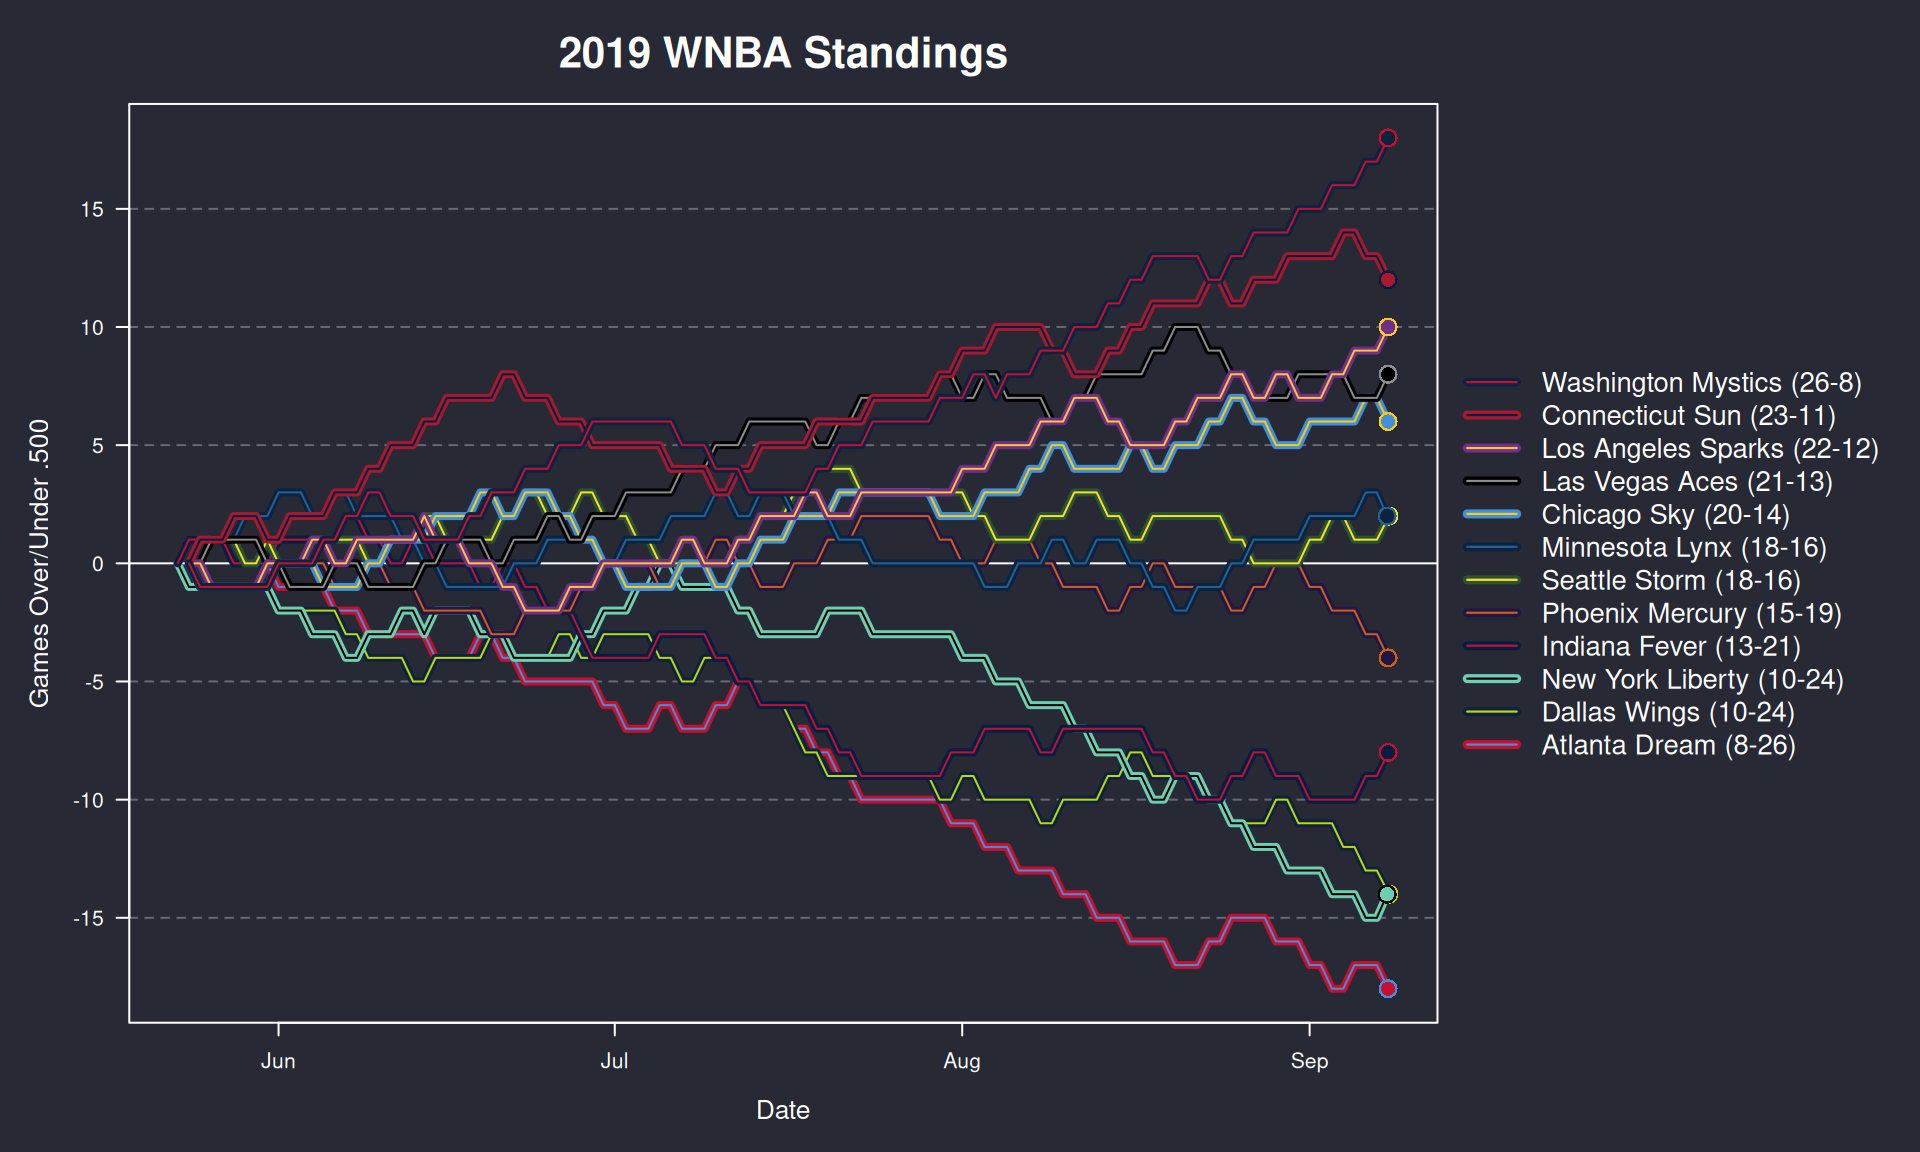 2019 WNBA Standings
Games Over/Under .500
15
10
5
0
-5
-10
-15
Jun
Jul
Aug
Sep
Date
Washington Mystics (26-8)
Connecticut Sun (23-11)
Los Angeles Sparks (22-12)
Las Vegas Aces (21-13)
Chicago Sky (20-14)
Minnesota Lynx (18-16)
Seattle Storm (18-16)
Phoenix Mercury (15-19)
Indiana Fever (13-21)
New York Liberty (10-24)
Dallas Wings (10-24)
Atlanta Dream (8-26)